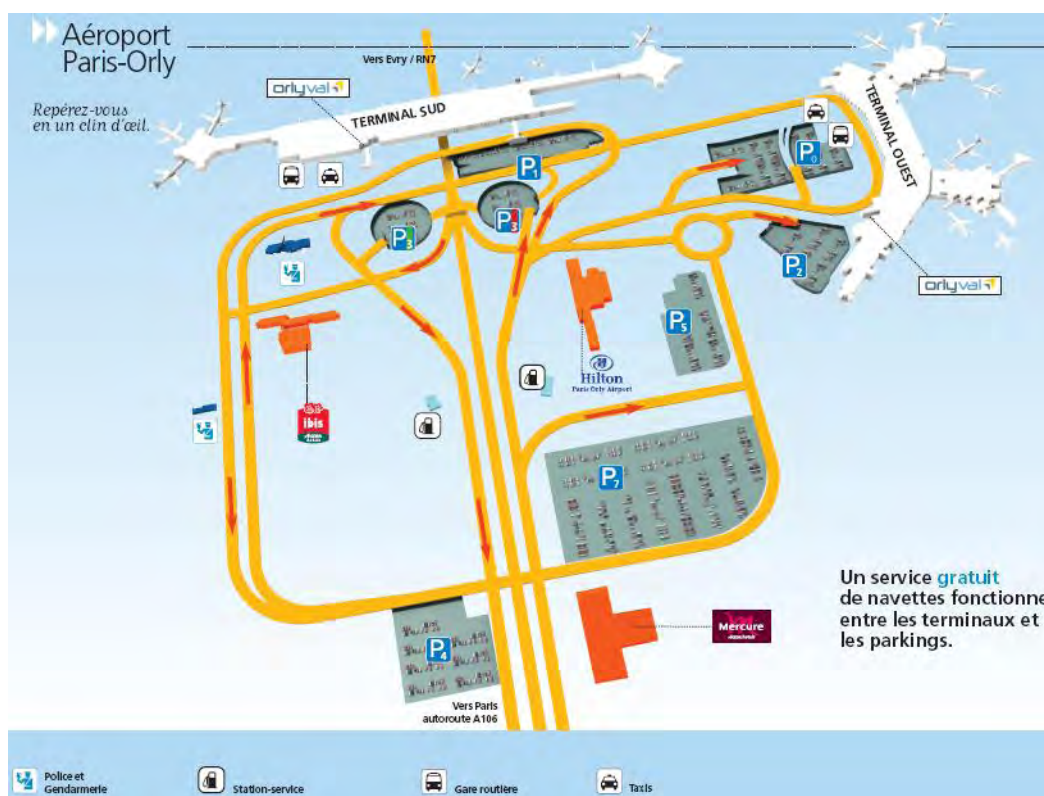 Aéroport
Paris-Orly
Repérez-vous
en un clin d'œil.
Vers Evry / RN7
orlyval
TERMINAL SUD
TERMINAL OUEST
P1
P0
P3
P3
P2
orlyval
P5
Hilton
Paris Orly Airport
ibis
P7
Un service gratuit
de navettes fonctionne
entre les terminaux et
les parkings.
Mercure
P4
Vers Paris
autoroute A106
Police et
Gendarmerie
Station-service
Gare routière
Taxis